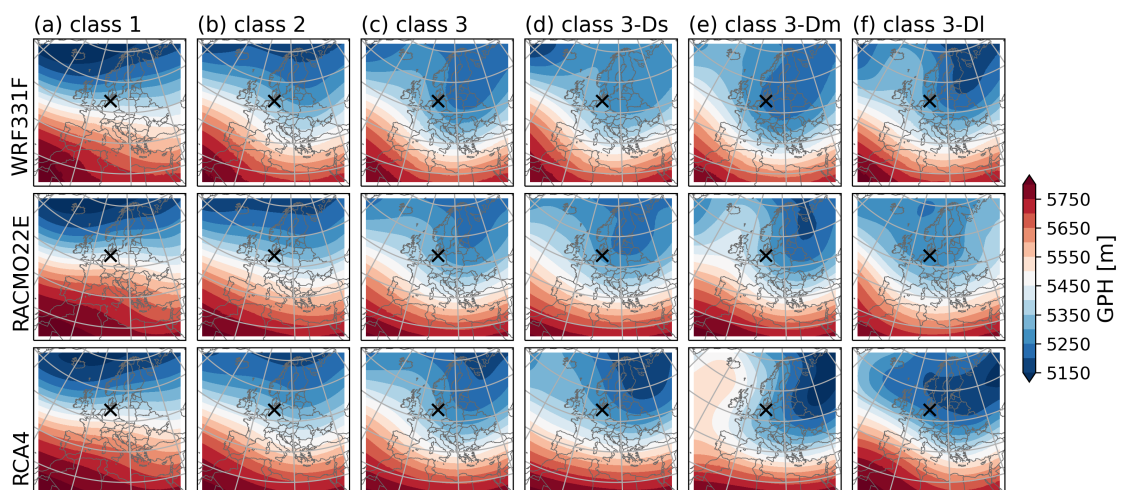 (a) class 1 (b) class 2 (c) class 3 (d) class 3-Ds (e) class 3-Dm (f) class 3-Dl
WRF331F
RACMO22E
RCA4
5750
5650
5550
5450
5350
5250
5150
GPH [m]